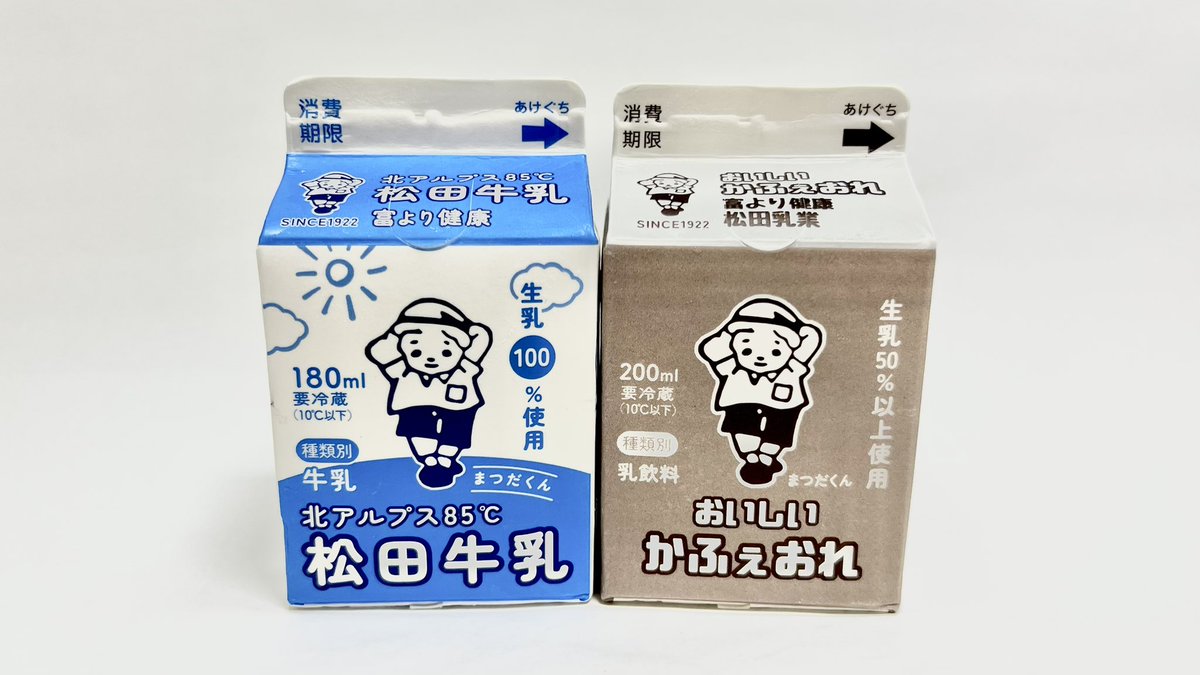 消費
期限
あけぐち
北アルプス85℃
松田牛乳
富より健康
SINCE1922
生乳100%使用
180ml
要冷蔵
(10℃以下)
種類別
牛乳
まつだくん
北アルプス85℃
松田牛乳
消費
期限
あけぐち
おいしい
かふぇおれ
富より健康
松田乳業
SINCE1922
生乳50%以上使用
200ml
要冷蔵
(10℃以下)
種類別
乳飲料
まつだくん
おいしい
かふぇおれ